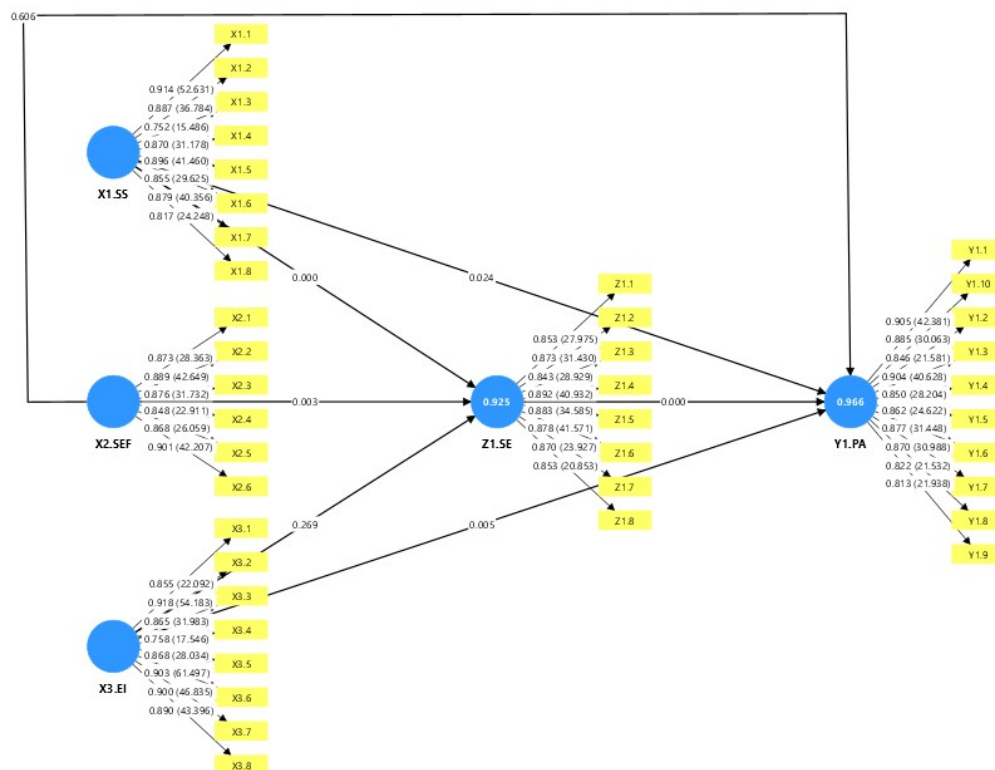 0.606
X1.1
X1.2
X1.3
X1.4
X1.5
X1.6
X1.7
X1.8
0.914 (52.631)
0.887 (36.784)
0.752 (15.486)
0.870 (31.178)
0.896 (41.460)
0.855 (29.625)
0.879 (40.356)
0.817 (24.248)
X1.SS
0.000
0.024
X2.1
X2.2
X2.3
X2.4
X2.5
X2.6
0.873 (28.363)
0.889 (42.649)
0.876 (31.732)
0.848 (22.911)
0.868 (26.059)
0.901 (42.207)
X2.SEF
0.003
Z1.1
Z1.2
Z1.3
Z1.4
Z1.5
Z1.6
Z1.7
Z1.8
0.853 (27.975)
0.873 (31.430)
0.843 (28.929)
0.892 (40.932)
0.883 (34.585)
0.878 (41.571)
0.870 (23.927)
0.853 (20.853)
0.925
Z1.SE
0.000
Y1.1
Y1.10
Y1.2
Y1.3
Y1.4
Y1.5
Y1.6
Y1.7
Y1.8
Y1.9
0.905 (42.381)
0.885 (30.063)
0.846 (21.581)
0.904 (40.628)
0.850 (28.204)
0.862 (24.622)
0.877 (31.448)
0.870 (30.988)
0.822 (21.532)
0.813 (21.938)
0.966
Y1.PA
0.269
0.005
X3.1
X3.2
X3.3
X3.4
X3.5
X3.6
X3.7
X3.8
0.855 (22.092)
0.918 (54.183)
0.865 (31.983)
0.758 (17.546)
0.868 (28.034)
0.903 (61.497)
0.900 (46.835)
0.890 (43.396)
X3.EI